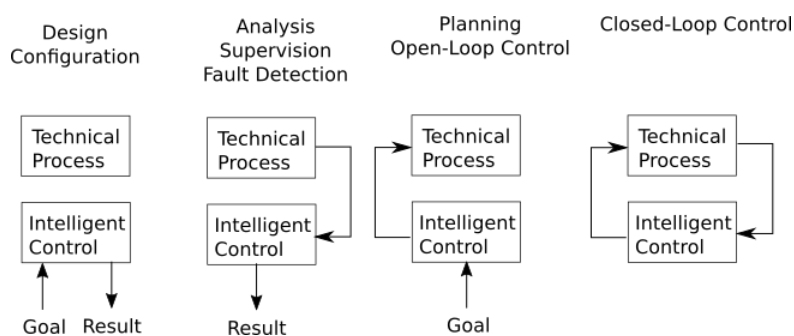 Design
Configuration
Analysis
Supervision
Fault Detection
Planning
Open-Loop Control
Closed-Loop Control
Technical
Process
Technical
Process
Technical
Process
Technical
Process
Intelligent
Control
Intelligent
Control
Intelligent
Control
Intelligent
Control
Goal
Result
Result
Goal